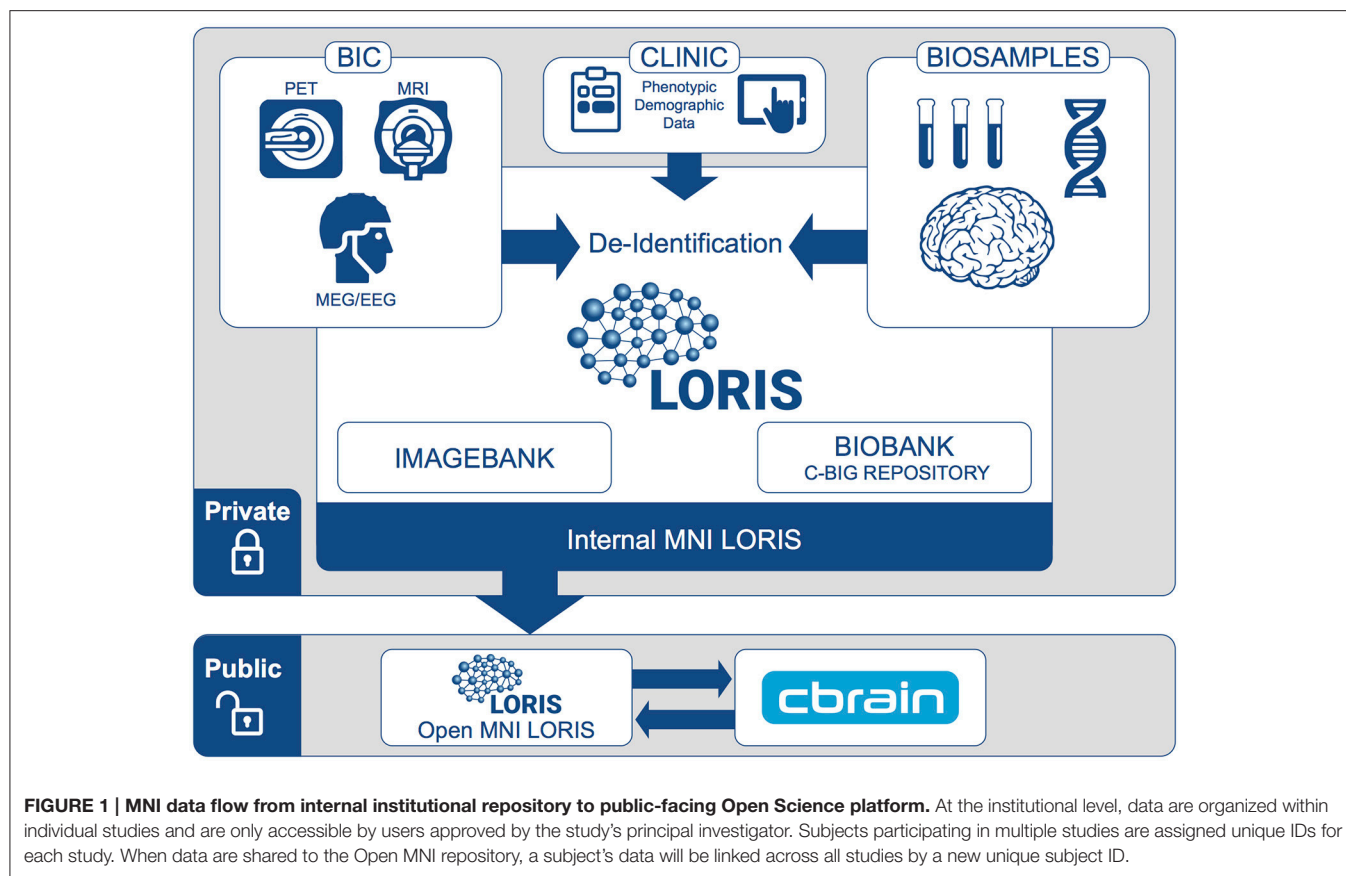 BIC
PET
MRI
MEG/EEG
CLINIC
Phenotypic
Demographic
Data
BIOSAMPLES
De-Identification
LORIS
IMAGEBANK
BIOBANK
C-BIG REPOSITORY
Private
Internal MNI LORIS
Public
LORIS
Open MNI LORIS
cbrain
FIGURE 1 | MNI data flow from internal institutional repository to public-facing Open Science platform. At the institutional level, data are organized within
individual studies and are only accessible by users approved by the study's principal investigator. Subjects participating in multiple studies are assigned unique IDs for
each study. When data are shared to the Open MNI repository, a subject's data will be linked across all studies by a new unique subject ID.